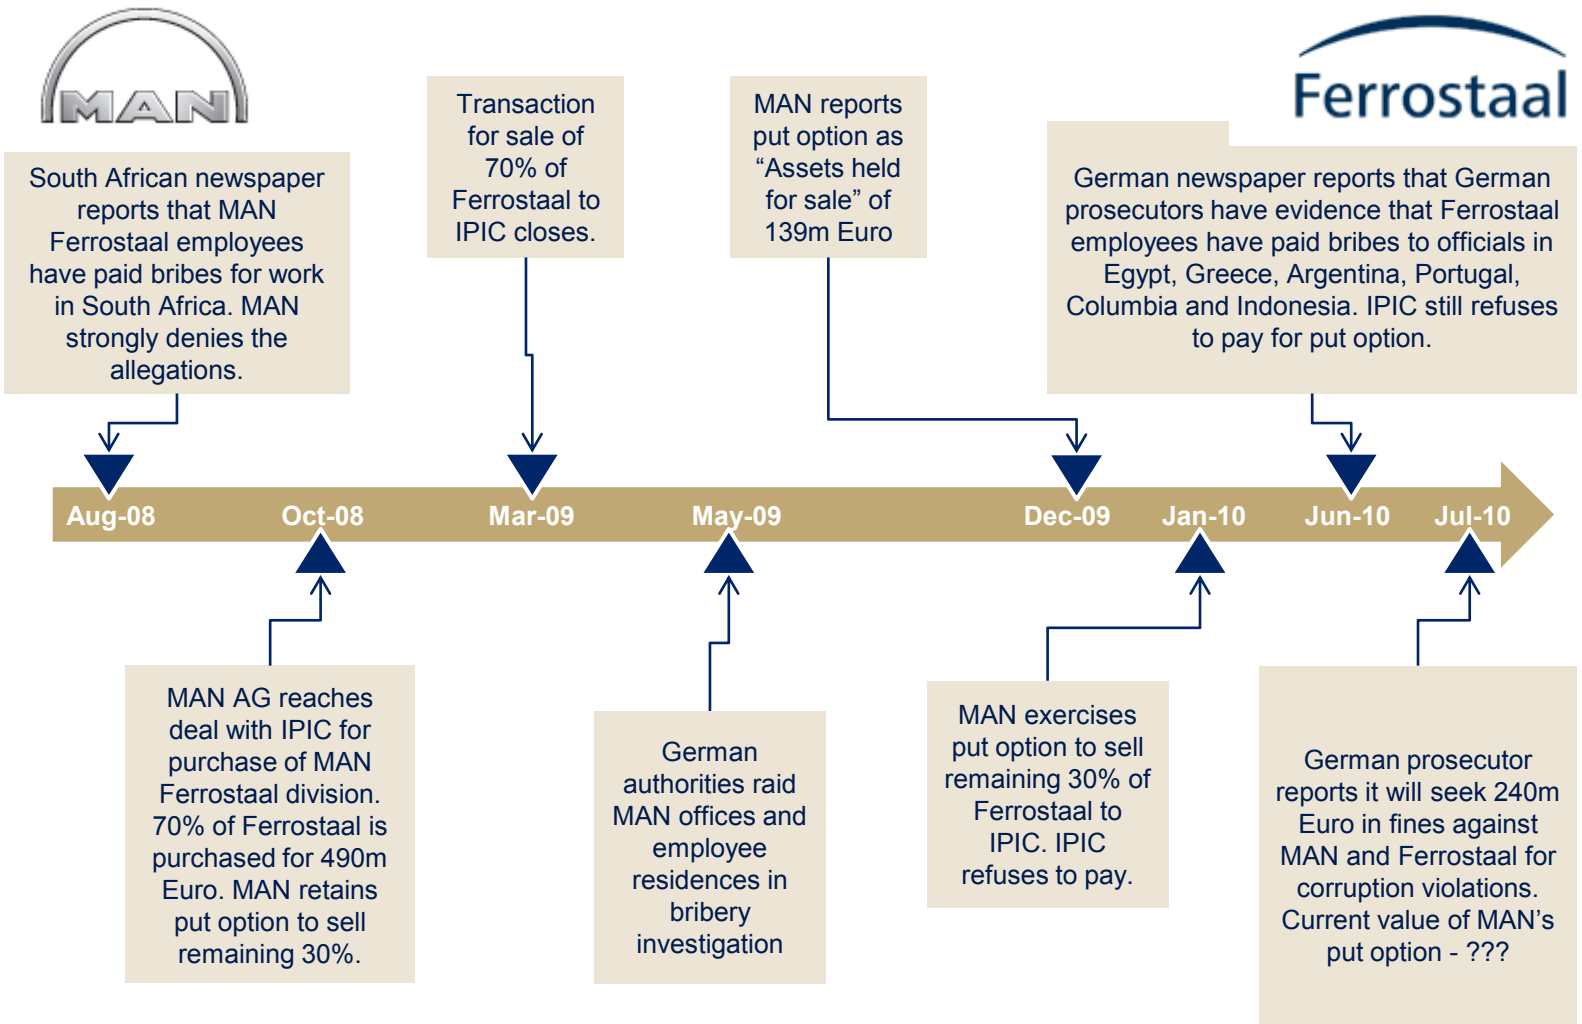 MAN
Ferrostaal
South African newspaper
reports that MAN
Ferrostaal employees
have paid bribes for work
in South Africa. MAN
strongly denies the
allegations.
Transaction
for sale of
70% of
Ferrostaal to
IPIC closes.
MAN reports
put option as
“Assets held
for sale” of
139m Euro
German newspaper reports that German
prosecutors have evidence that Ferrostaal
employees have paid bribes to officials in
Egypt, Greece, Argentina, Portugal,
Columbia and Indonesia. IPIC still refuses
to pay for put option.
Aug-08
Oct-08
Mar-09
May-09
Dec-09
Jan-10
Jun-10
Jul-10
MAN AG reaches
deal with IPIC for
purchase of MAN
Ferrostaal division.
70% of Ferrostaal is
purchased for 490m
Euro. MAN retains
put option to sell
remaining 30%.
German
authorities raid
MAN offices and
employee
residences in
bribery
investigation
MAN exercises
put option to sell
remaining 30% of
Ferrostaal to
IPIC. IPIC
refuses to pay.
German prosecutor
reports it will seek 240m
Euro in fines against
MAN and Ferrostaal for
corruption violations.
Current value of MAN’s
put option - ???